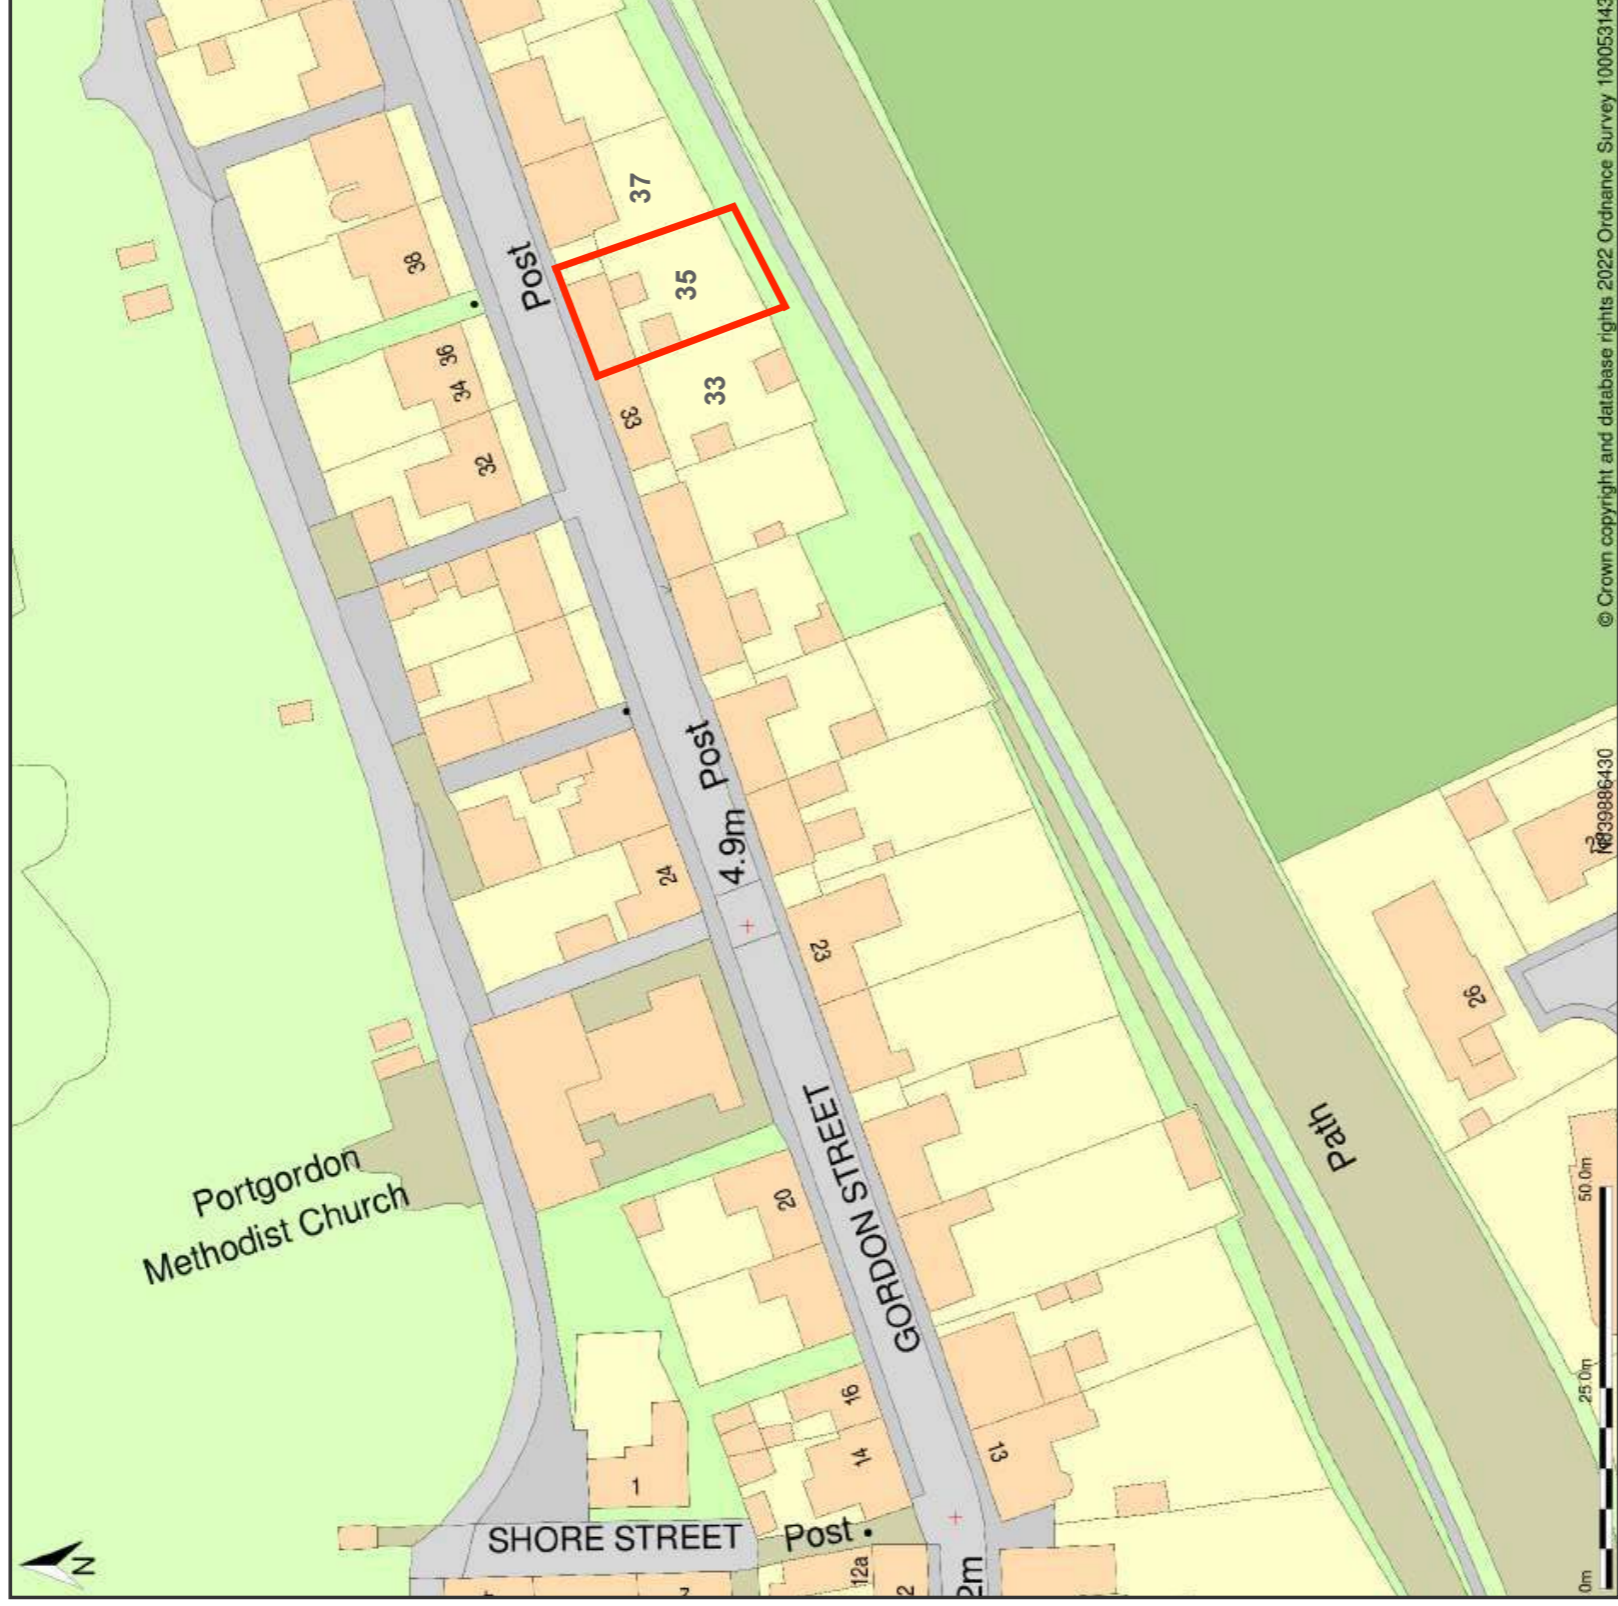 © Crown copyright and database rights 2022 Ordnance Survey 100053143
37
38
Post
35
36
34
33
33
32
Post
4.9m
24
23
26
Portgordon
Methodist Church
Path
GORDON STREET
20
16
14
13
1
SHORE STREET
Post
12a
2m
N
0m
25.0m
50.0m